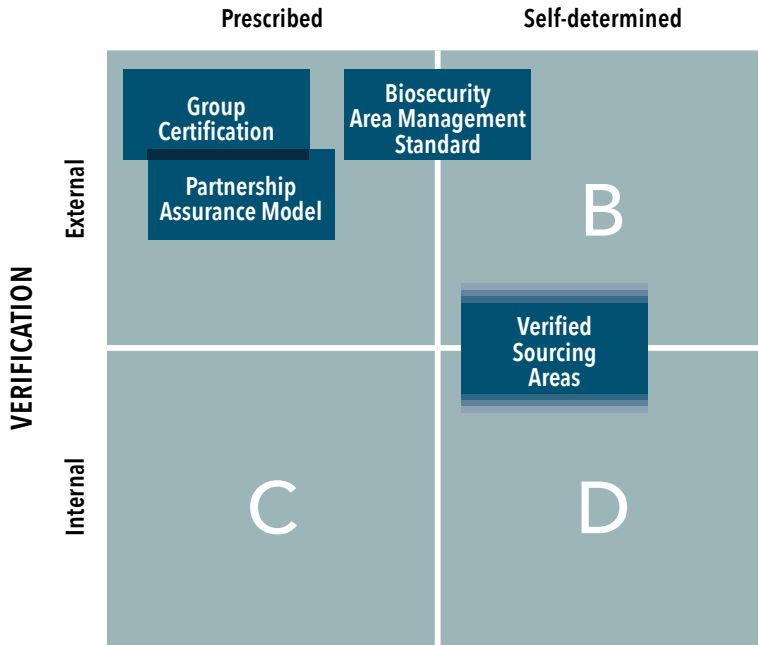 Prescribed
Self-determined
VERIFICATION
External
Internal
Group
Certification
Partnership
Assurance Model
Biosecurity
Area Management
Standard
B
Verified
Sourcing
Areas
C
D